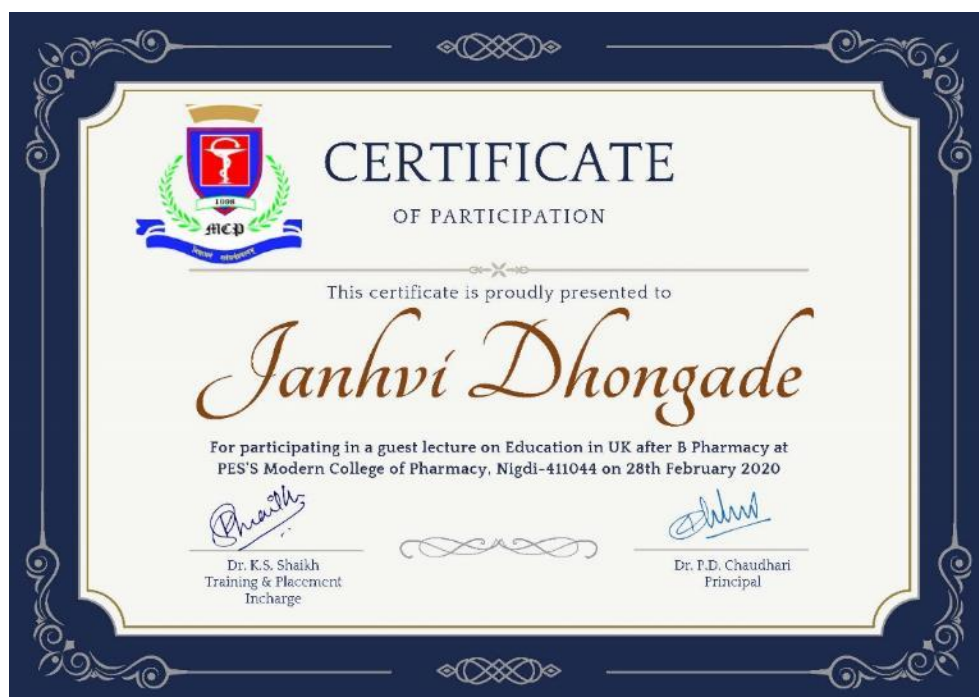 CERTIFICATE
OF PARTICIPATION
1998
MCP
This certificate is proudly presented to
Janhvi Dhongade
For participating in a guest lecture on Education in UK after B Pharmacy at
PES'S Modern College of Pharmacy, Nigdi-411044 on 28th February 2020
Dr. K.S. Shaikh
Training & Placement
Incharge
Dr. P.D. Chaudhari
Principal